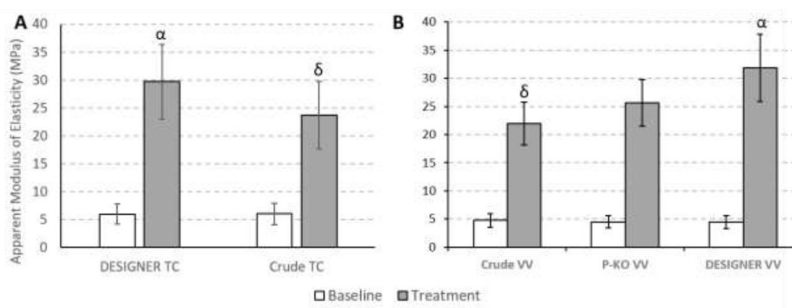 A
B
Apparent Modulus of Elasticity (MPa)
40
35
30
25
20
15
10
5
0
α
δ
DESIGNER TC
Crude TC
40
35
30
25
20
15
10
5
0
δ
α
Crude VV
P-KO VV
DESIGNER VV
Baseline
Treatment